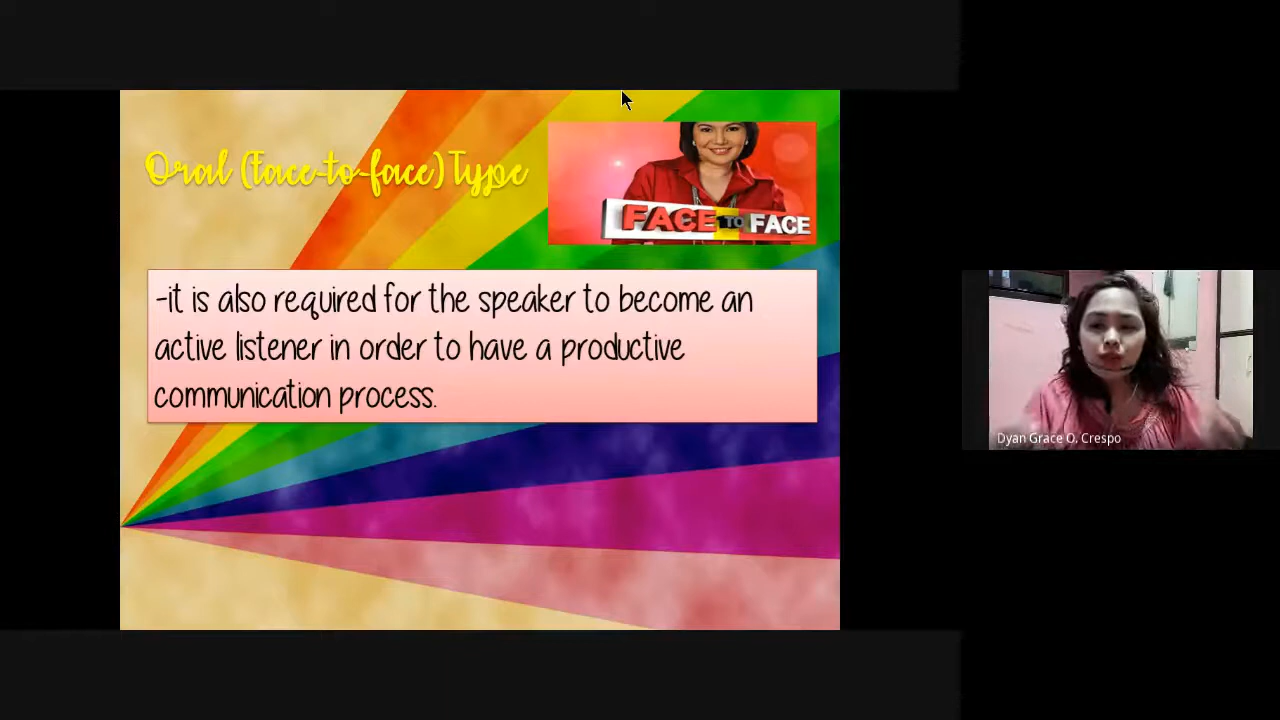 Oral (Face-to-face) Type
FACE TO FACE
-it is also required for the speaker to become an
active listener in order to have a productive
communication process.
Dyan Grace O. Crespo